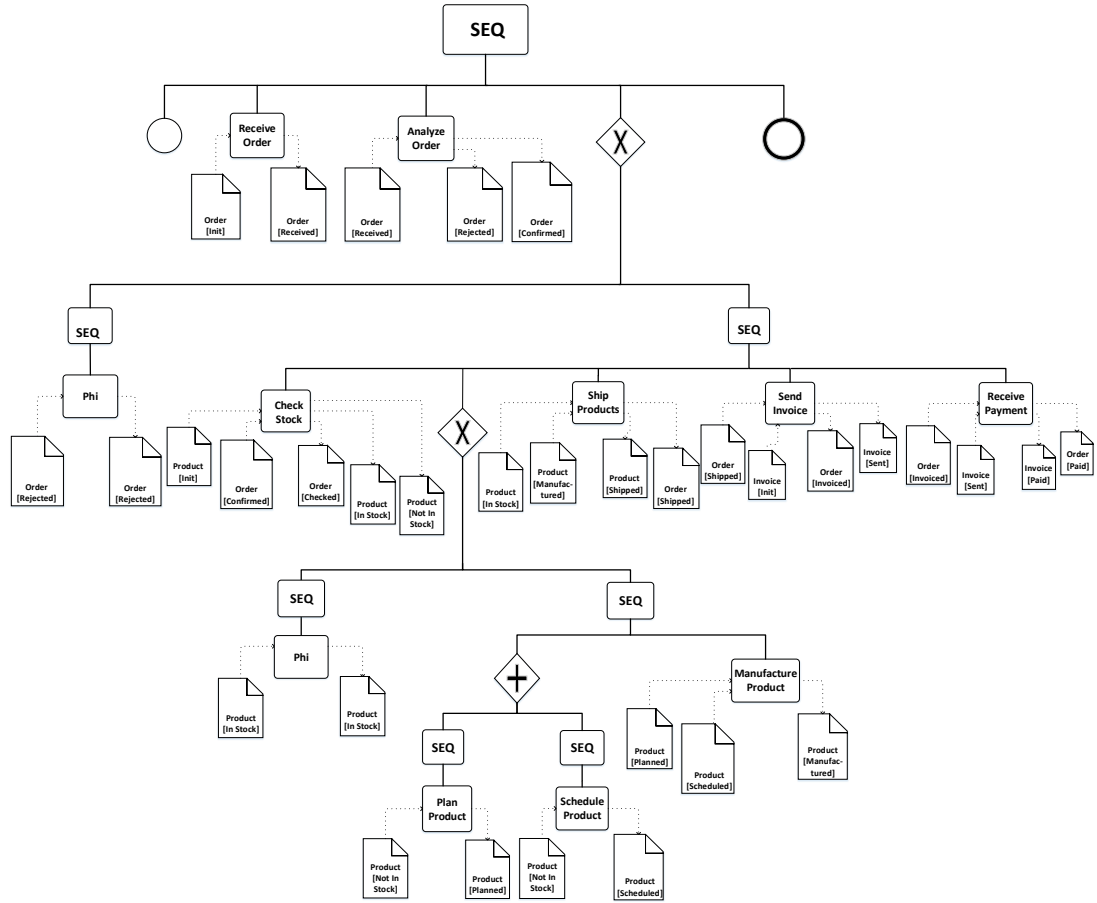 SEQ
Receive
Order
Analyze
Order
X
Order
[Init]
Order
[Received]
Order
[Received]
Order
[Rejected]
Order
[Confirmed]
SEQ
SEQ
Phi
Check
Stock
X
Ship
Products
Send
Invoice
Receive
Payment
Order
[Rejected]
Order
[Rejected]
Product
[Init]
Order
[Confirmed]
Order
[Checked]
Product
[In Stock]
Product
[Not In
Stock]
Product
[In Stock]
Product
[Manufac-
tured]
Product
[Shipped]
Order
[Shipped]
Order
[Shipped]
Invoice
[Init]
Order
[Invoiced]
Invoice
[Sent]
Order
[Invoiced]
Invoice
[Sent]
Invoice
[Paid]
Order
[Paid]
SEQ
SEQ
Phi
Product
[In Stock]
Product
[In Stock]
+
Manufacture
Product
Product
[Planned]
Product
[Scheduled]
Product
[Manufac-
tured]
SEQ
SEQ
Plan
Product
Schedule
Product
Product
[Not In
Stock]
Product
[Planned]
Product
[Not In
Stock]
Product
[Scheduled]